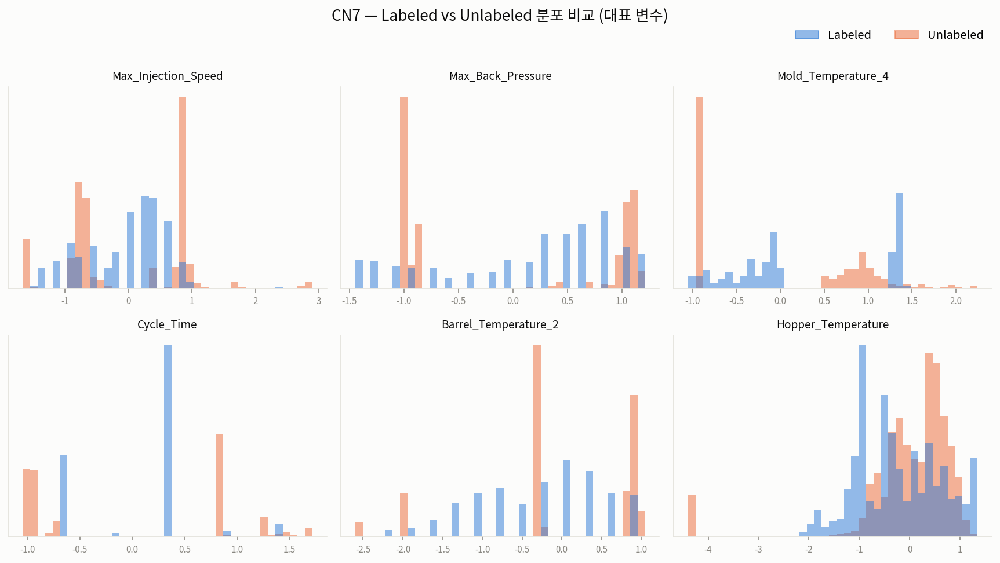 CN7 — Labeled vs Unlabeled 분포 비교 (대표 변수)
Labeled Unlabeled
Max_Injection_Speed Max_Back_Pressure Mold_Temperature_4
-1 0 1 2 3 -1.5 -1.0 -0.5 0.0 0.5 1.0 -1.0 -0.5 0.0 0.5 1.0 1.5 2.0
Cycle_Time Barrel_Temperature_2 Hopper_Temperature
-1.0 -0.5 0.0 0.5 1.0 1.5 -2.5 -2.0 -1.5 -1.0 -0.5 0.0 0.5 1.0 -4 -3 -2 -1 0 1